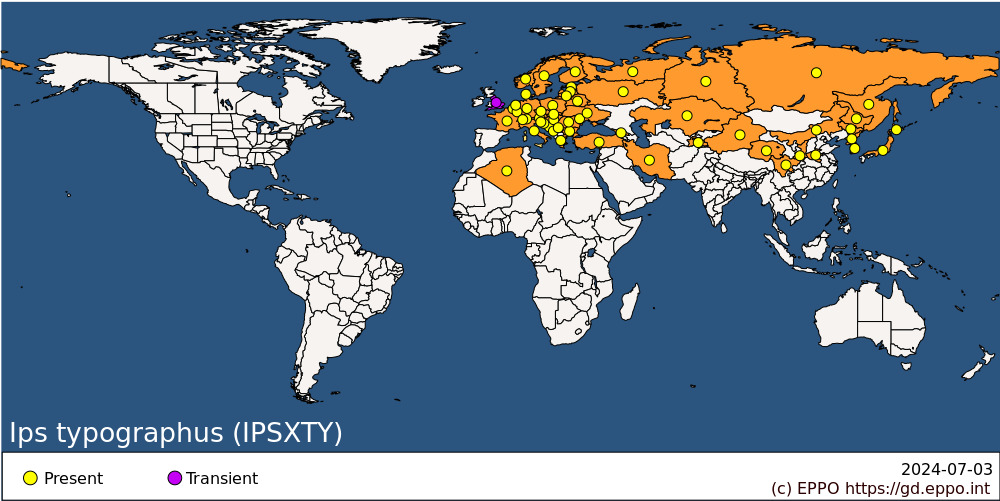 Ips typographus (IPSXTY)
Present
Transient
2024-07-03
(c) EPPO https://gd.eppo.int